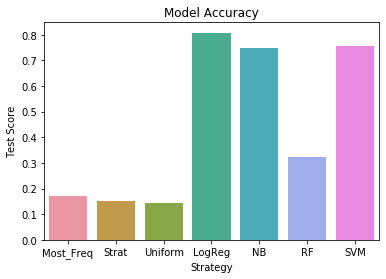 Model Accuracy
Test Score
0.8
0.7
0.6
0.5
0.4
0.3
0.2
0.1
0.0
Most_Freq Strat Uniform LogReg NB RF SVM
Strategy